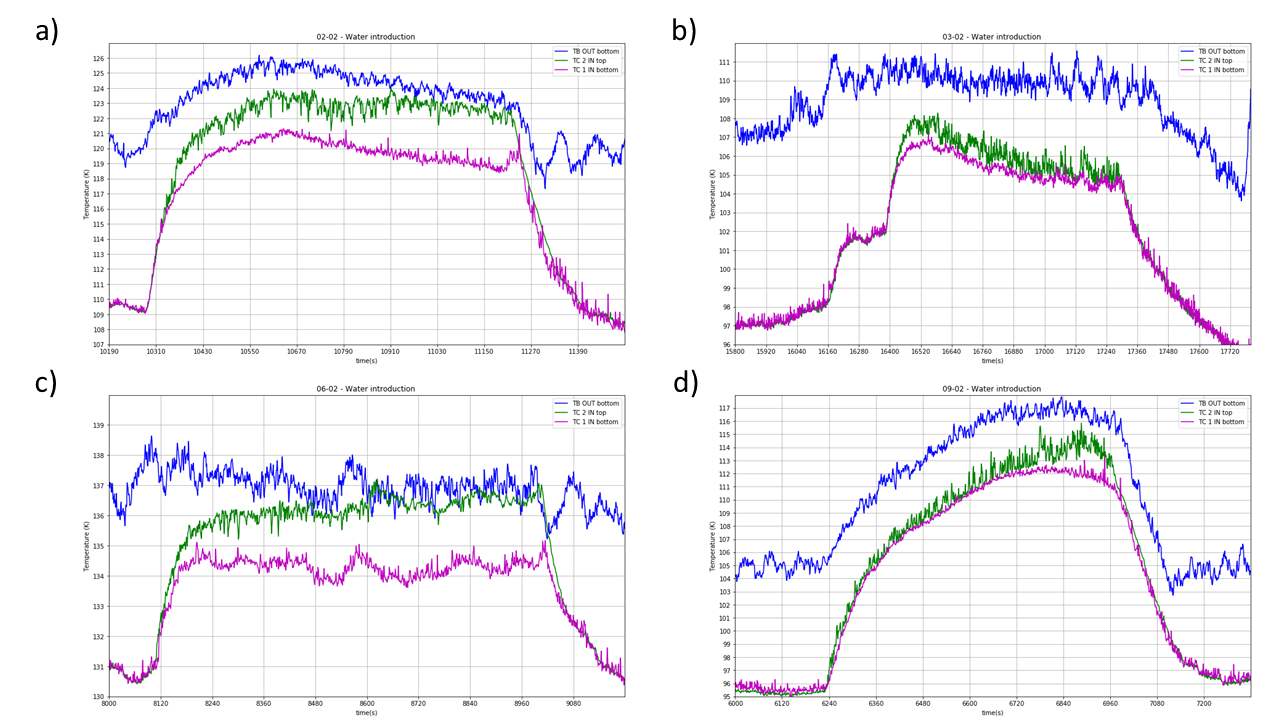 a)
02-02 - Water introduction
TB OUT bottom
TC 2 IN top
TC 1 IN bottom
Temperature (K)
126
125
124
123
122
121
120
119
118
117
116
115
114
113
112
111
110
109
108
107
10190 10310 10430 10550 10670 10790 10910 11030 11150 11270 11390
time(s)
b)
03-02 - Water introduction
TB OUT bottom
TC 2 IN top
TC 1 IN bottom
Temperature (K)
111
110
109
108
107
106
105
104
103
102
101
100
99
98
97
96
15800 15920 16040 16160 16280 16400 16520 16640 16760 16880 17000 17120 17240 17360 17480 17600 17720
time(s)
c)
06-02 - Water introduction
TB OUT bottom
TC 2 IN top
TC 1 IN bottom
Temperature (K)
139
138
137
136
135
134
133
132
131
130
8000 8120 8240 8360 8480 8600 8720 8840 8960 9080
time(s)
d)
09-02 - Water introduction
TB OUT bottom
TC 2 IN top
TC 1 IN bottom
Temperature (K)
117
116
115
114
113
112
111
110
109
108
107
106
105
104
103
102
101
100
99
98
97
96
95
6000 6120 6240 6360 6480 6600 6720 6840 6960 7080 7200
time(s)